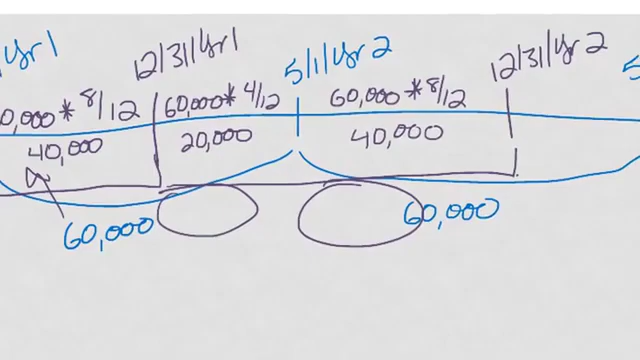 Yr 1
12/31/Yr 1
5/1/Yr 2
12/31/Yr 2
0,000 * 8/12
60,000 * 4/12
60,000 * 8/12
40,000
20,000
40,000
60,000
60,000